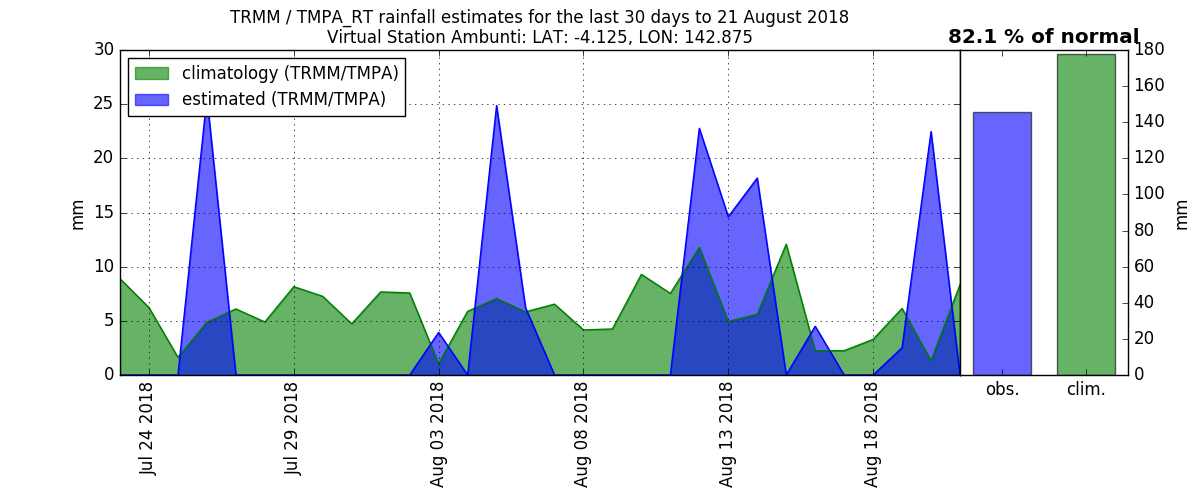 TRMM / TMPA_RT rainfall estimates for the last 30 days to 21 August 2018
Virtual Station Ambunti: LAT: -4.125, LON: 142.875
82.1 % of normal
climatology (TRMM/TMPA)
estimated (TRMM/TMPA)
30
25
20
15
10
5
0
mm
Jul 24 2018
Jul 29 2018
Aug 03 2018
Aug 08 2018
Aug 13 2018
Aug 18 2018
obs.
clim.
180
160
140
120
100
80
60
40
20
0
mm